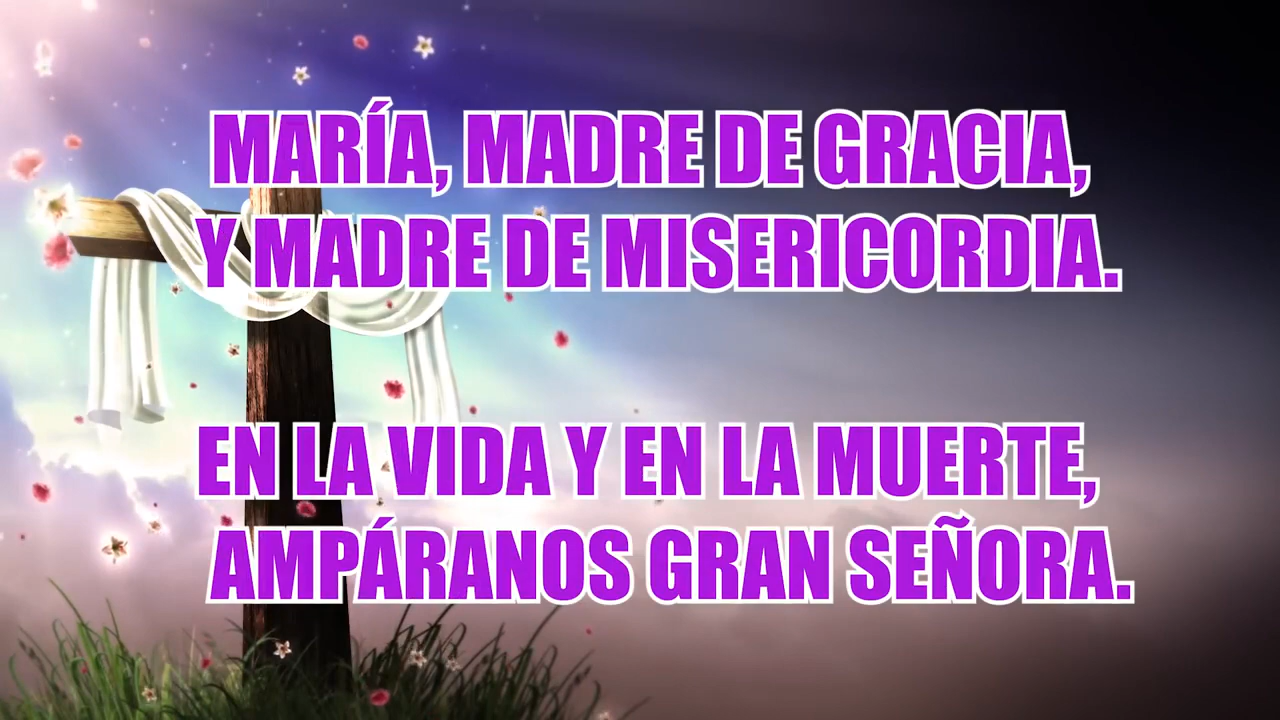 MARÍA, MADRE DE GRACIA,
Y MADRE DE MISERICORDIA.
EN LA VIDA Y EN LA MUERTE,
AMPÁRANOS GRAN SEÑORA.